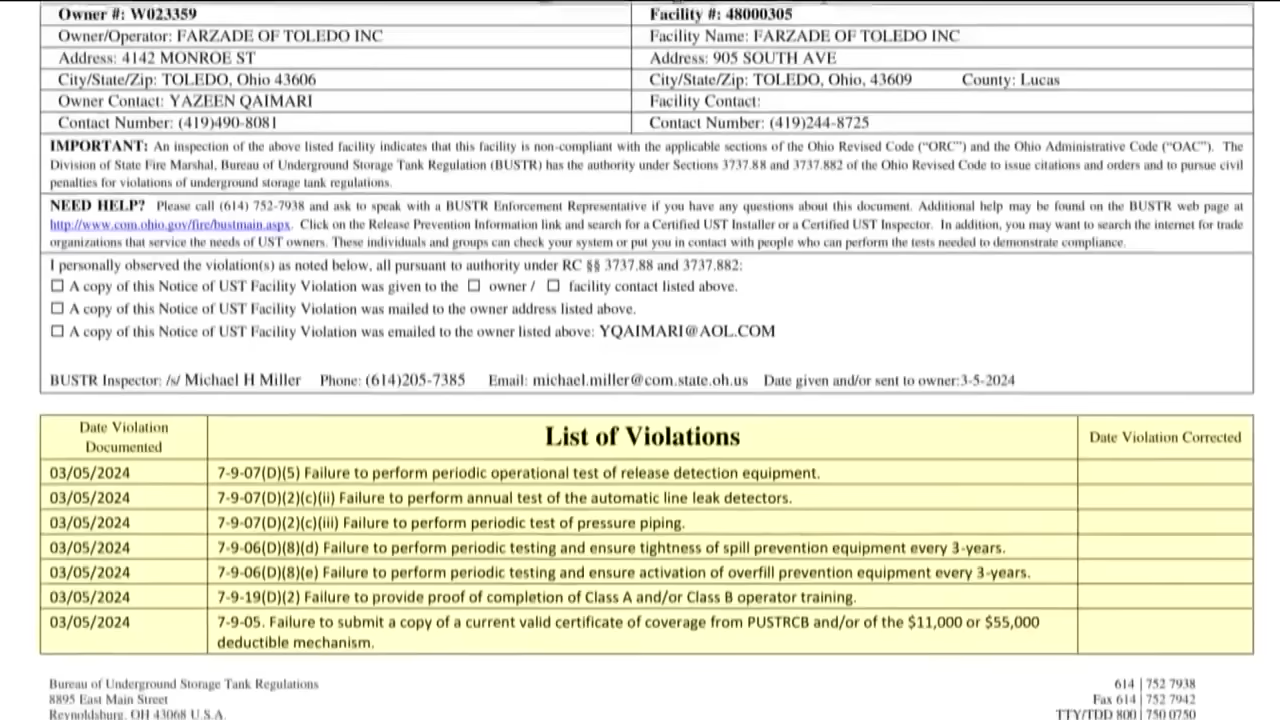 Owner #: W023359
Facility #: 48000305
Owner/Operator: FARZADE OF TOLEDO INC
Facility Name: FARZADE OF TOLEDO INC
Address: 4142 MONROE ST
Address: 905 SOUTH AVE
City/State/Zip: TOLEDO, Ohio 43606
City/State/Zip: TOLEDO, Ohio, 43609 County: Lucas
Owner Contact: YAZEEN QAIMARI
Facility Contact:
Contact Number: (419)490-8081
Contact Number: (419)244-8725
IMPORTANT: An inspection of the above listed facility indicates that this facility is non-compliant with the applicable sections of the Ohio Revised Code ("ORC") and the Ohio Administrative Code ("OAC"). The
Division of State Fire Marshal, Bureau of Underground Storage Tank Regulation (BUSTR) has the authority under Sections 3737.88 and 3737.882 of the Ohio Revised Code to issue citations and orders and to pursue civil
penalties for violations of underground storage tank regulations.
NEED HELP? Please call (614) 752-7938 and ask to speak with a BUSTR Enforcement Representative if you have any questions about this document. Additional help may be found on the BUSTR web page at
http://www.com.ohio.gov/fire/bustmain.aspx. Click on the Release Prevention Information link and search for a Certified UST Installer or a Certified UST Inspector. In addition, you may want to search the internet for trade
organizations that service the needs of UST owners. These individuals and groups can check your system or put you in contact with people who can perform the tests needed to demonstrate compliance.
I personally observed the violation(s) as noted below, all pursuant to authority under RC §§ 3737.88 and 3737.882:
☐ A copy of this Notice of UST Facility Violation was given to the ☐ owner / ☐ facility contact listed above.
☐ A copy of this Notice of UST Facility Violation was mailed to the owner address listed above.
☐ A copy of this Notice of UST Facility Violation was emailed to the owner listed above: YQAIMARI@AOL.COM
BUSTR Inspector: /s/ Michael H Miller Phone: (614)205-7385 Email: michael.miller@com.state.oh.us Date given and/or sent to owner:3-5-2024
Date Violation
Documented
List of Violations
Date Violation Corrected
03/05/2024 7-9-07(D)(5) Failure to perform periodic operational test of release detection equipment.
03/05/2024 7-9-07(D)(2)(c)(ii) Failure to perform annual test of the automatic line leak detectors.
03/05/2024 7-9-07(D)(2)(c)(iii) Failure to perform periodic test of pressure piping.
03/05/2024 7-9-06(D)(8)(d) Failure to perform periodic testing and ensure tightness of spill prevention equipment every 3-years.
03/05/2024 7-9-06(D)(8)(e) Failure to perform periodic testing and ensure activation of overfill prevention equipment every 3-years.
03/05/2024 7-9-19(D)(2) Failure to provide proof of completion of Class A and/or Class B operator training.
03/05/2024 7-9-05. Failure to submit a copy of a current valid certificate of coverage from PUSTRCB and/or of the $11,000 or $55,000
deductible mechanism.
Bureau of Underground Storage Tank Regulations
614 | 752 7938
8895 East Main Street
Fax 614 | 752 7942
Reynoldsburg, OH 43068 U.S.A.
TTY/TDD 800 | 750 0750